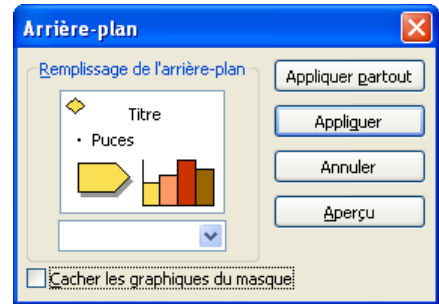 Arrière-plan
Remplissage de l'arrière-plan
Titre
• Puces
Appliquer partout
Appliquer
Annuler
Aperçu
Cacher les graphiques du masque